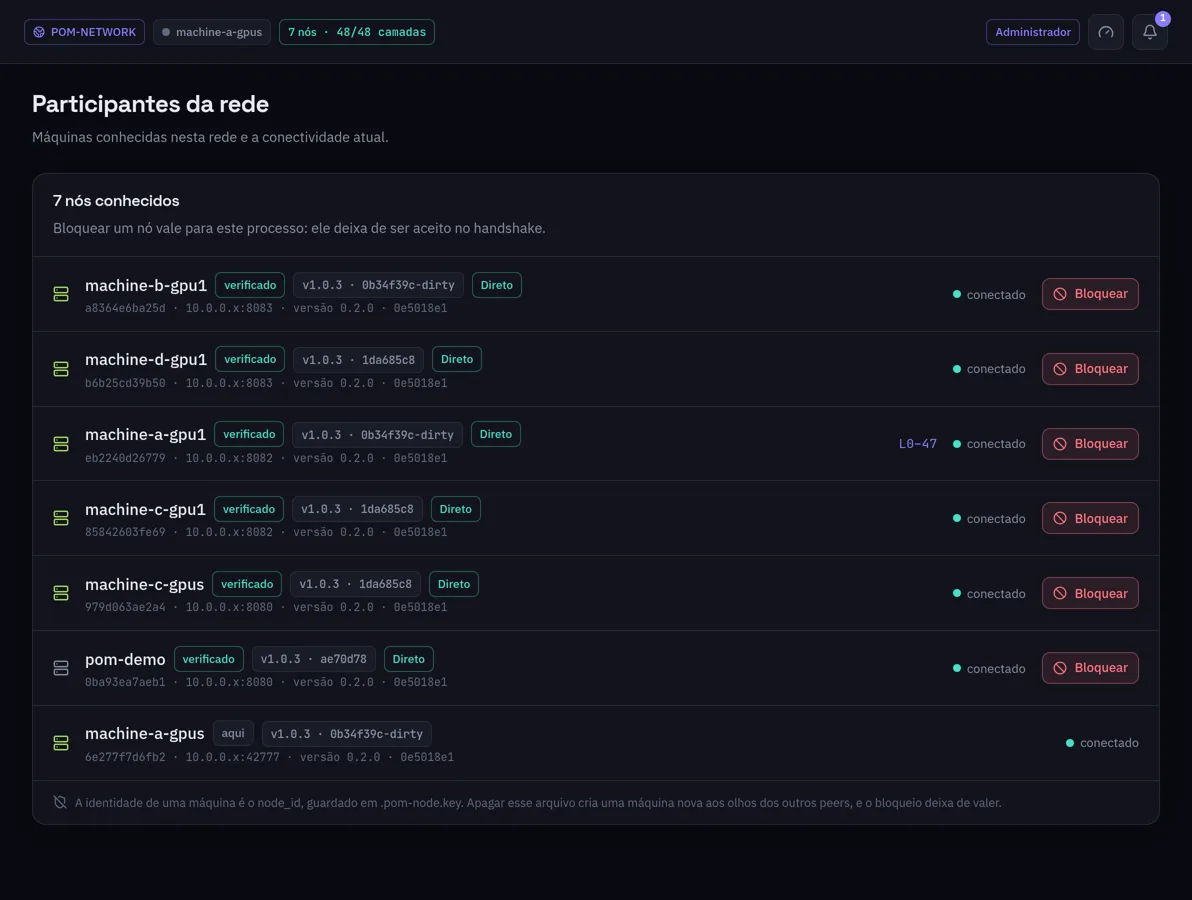 POM-NETWORK machine-a-gpus 7 nós · 48/48 camadas Administrador 1
Participantes da rede
Máquinas conhecidas nesta rede e a conectividade atual.
7 nós conhecidos
Bloquear um nó vale para este processo: ele deixa de ser aceito no handshake.
machine-b-gpu1 verificado v1.0.3 · 0b34f39c-dirty Direto
a8364e6ba25d · 10.0.0.x:8083 · versão 0.2.0 · 0e5018e1
conectado Bloquear
machine-d-gpu1 verificado v1.0.3 · 1da685c8 Direto
b6b25cd39b50 · 10.0.0.x:8083 · versão 0.2.0 · 0e5018e1
conectado Bloquear
machine-a-gpu1 verificado v1.0.3 · 0b34f39c-dirty Direto
eb2240d26779 · 10.0.0.x:8082 · versão 0.2.0 · 0e5018e1
L0–47 conectado Bloquear
machine-c-gpu1 verificado v1.0.3 · 1da685c8 Direto
85842603fe69 · 10.0.0.x:8082 · versão 0.2.0 · 0e5018e1
conectado Bloquear
machine-c-gpus verificado v1.0.3 · 1da685c8 Direto
979d063ae2a4 · 10.0.0.x:8080 · versão 0.2.0 · 0e5018e1
conectado Bloquear
pom-demo verificado v1.0.3 · ae70d78 Direto
0ba93ea7aeb1 · 10.0.0.x:8080 · versão 0.2.0 · 0e5018e1
conectado Bloquear
machine-a-gpus aqui v1.0.3 · 0b34f39c-dirty
6e277f7d6fb2 · 10.0.0.x:42777 · versão 0.2.0 · 0e5018e1
conectado
A identidade de uma máquina é o node_id, guardado em .pom-node.key. Apagar esse arquivo cria uma máquina nova aos olhos dos outros peers, e o bloqueio deixa de valer.